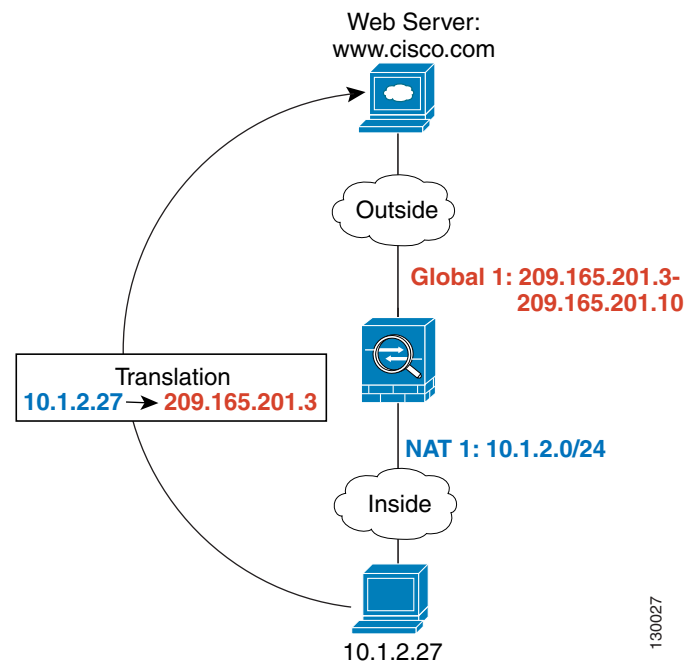 Web Server:
www.cisco.com
Outside
Global 1: 209.165.201.3-
209.165.201.10
Translation
10.1.2.27 209.165.201.3
NAT 1: 10.1.2.0/24
Inside
10.1.2.27
130027